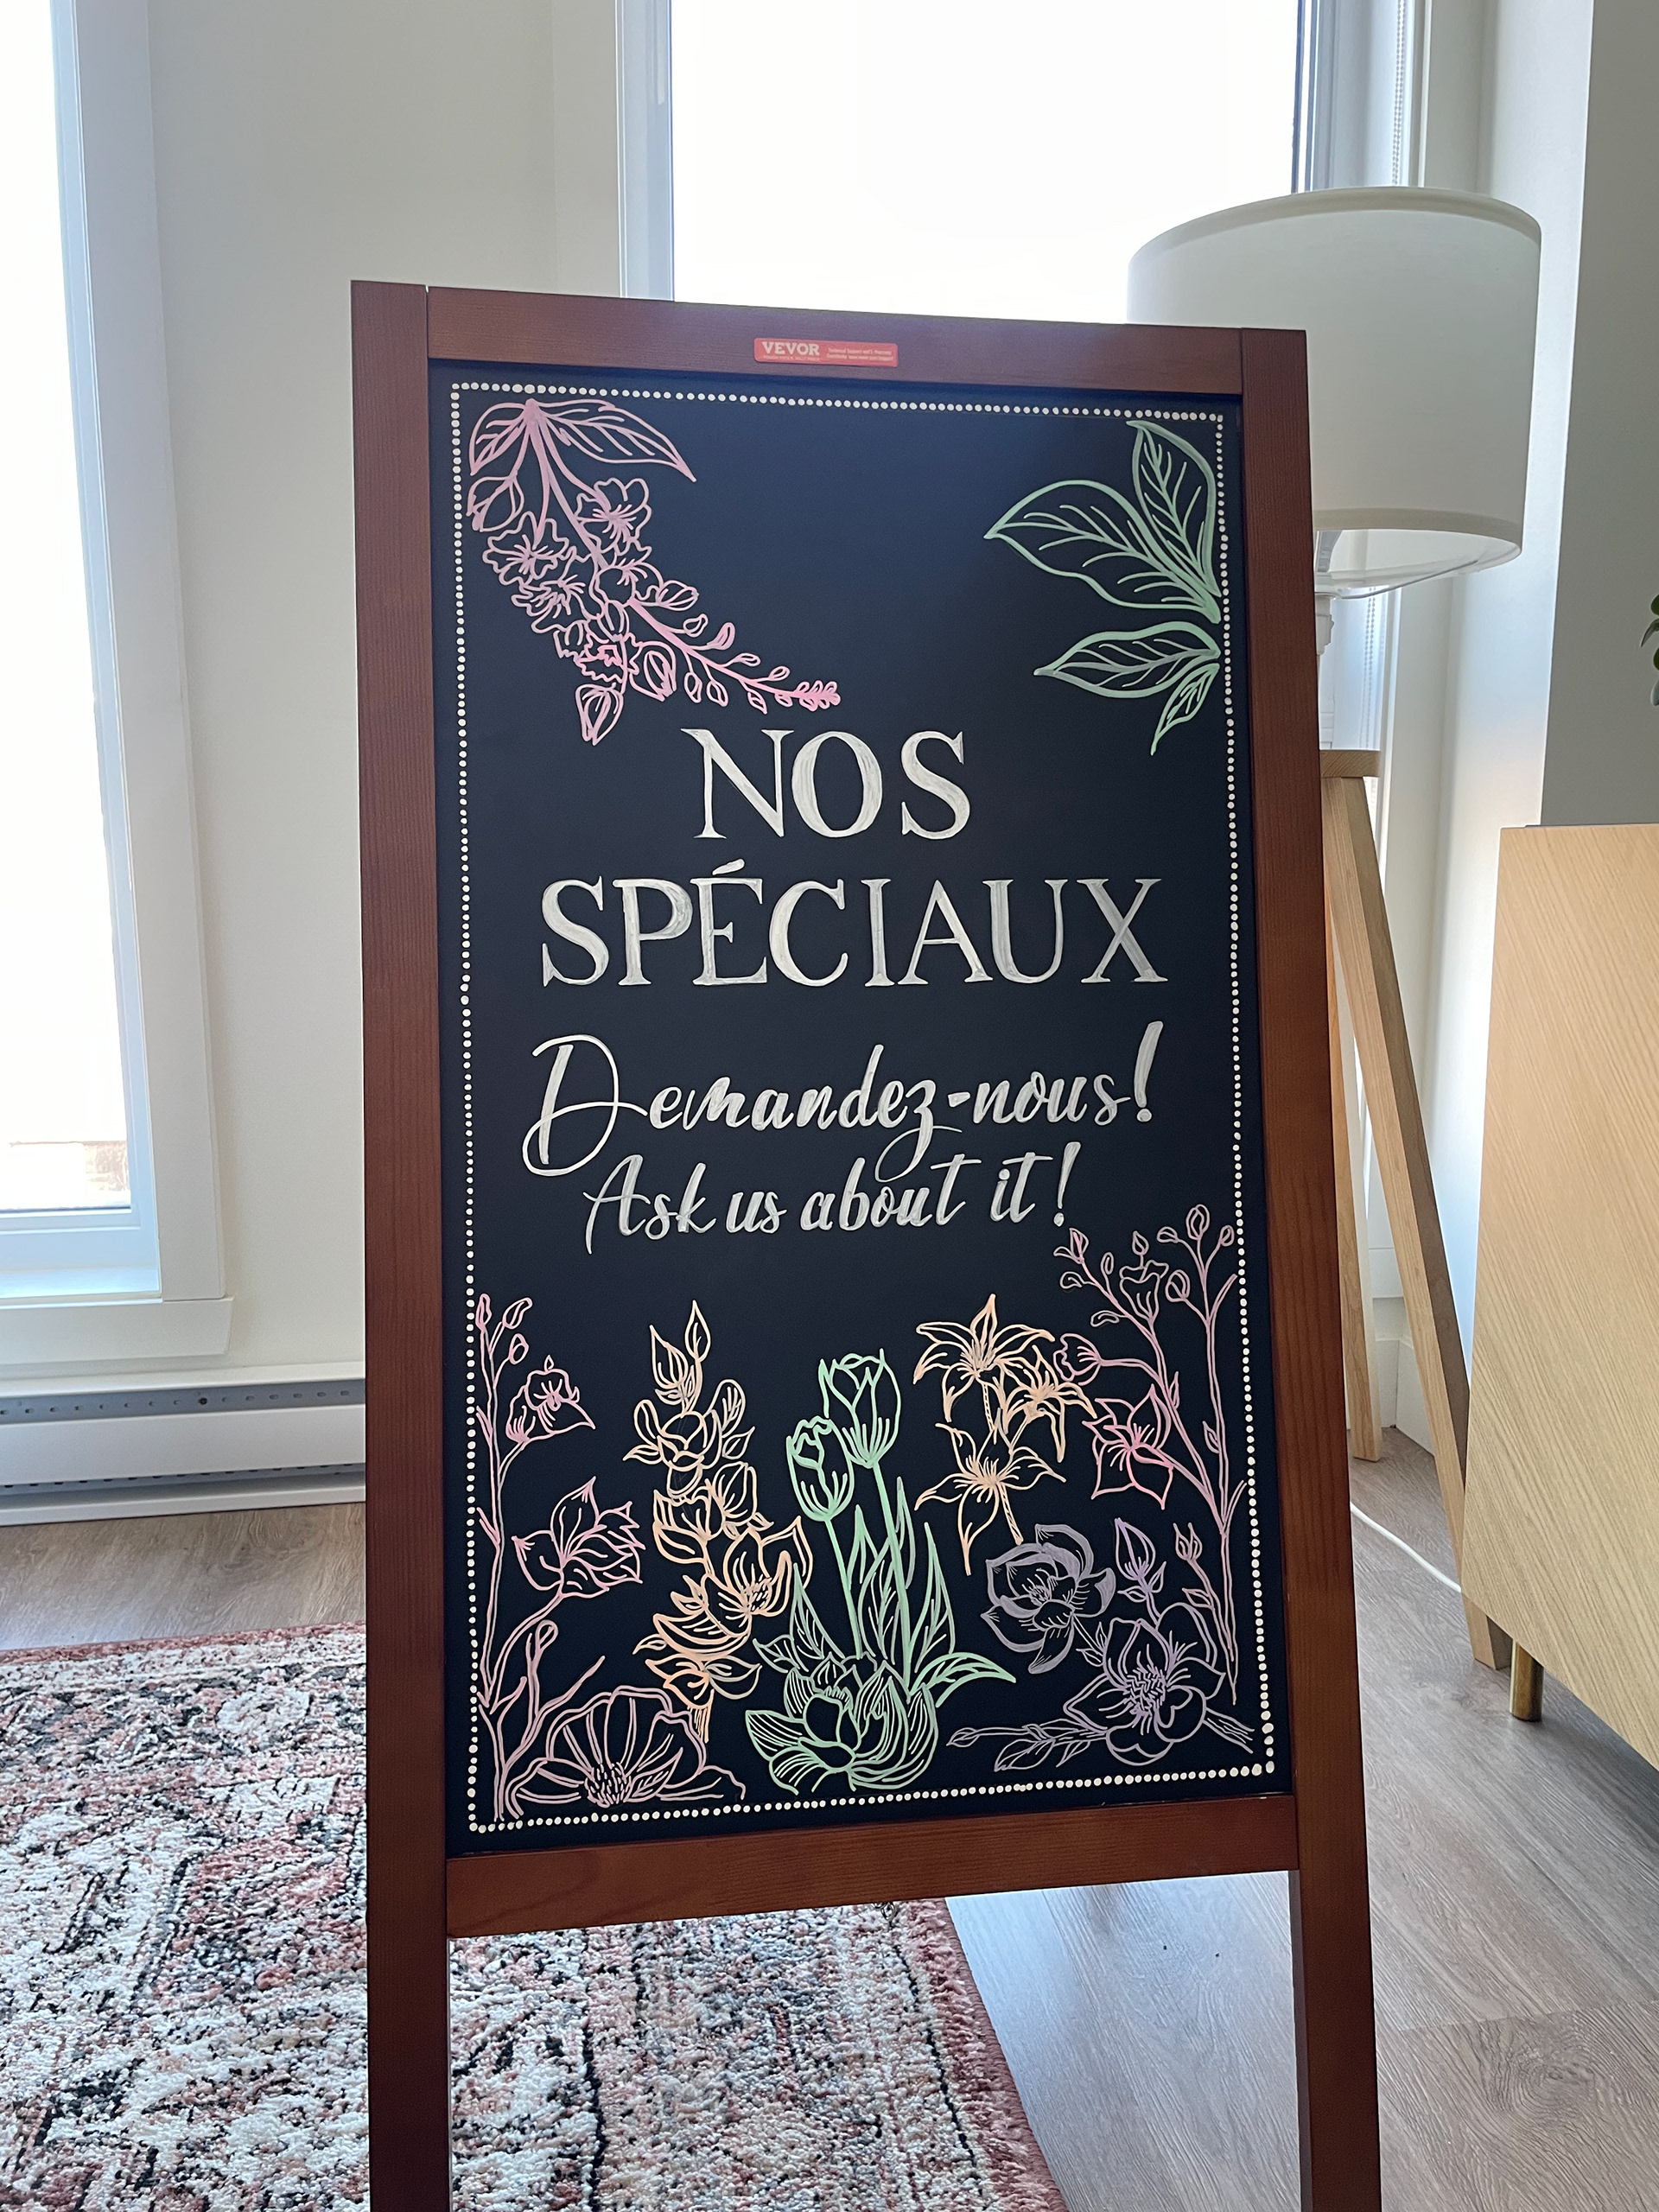 VEVOR
NOS
SPÉCIAUX
Demandez-nous!
Ask us about it!